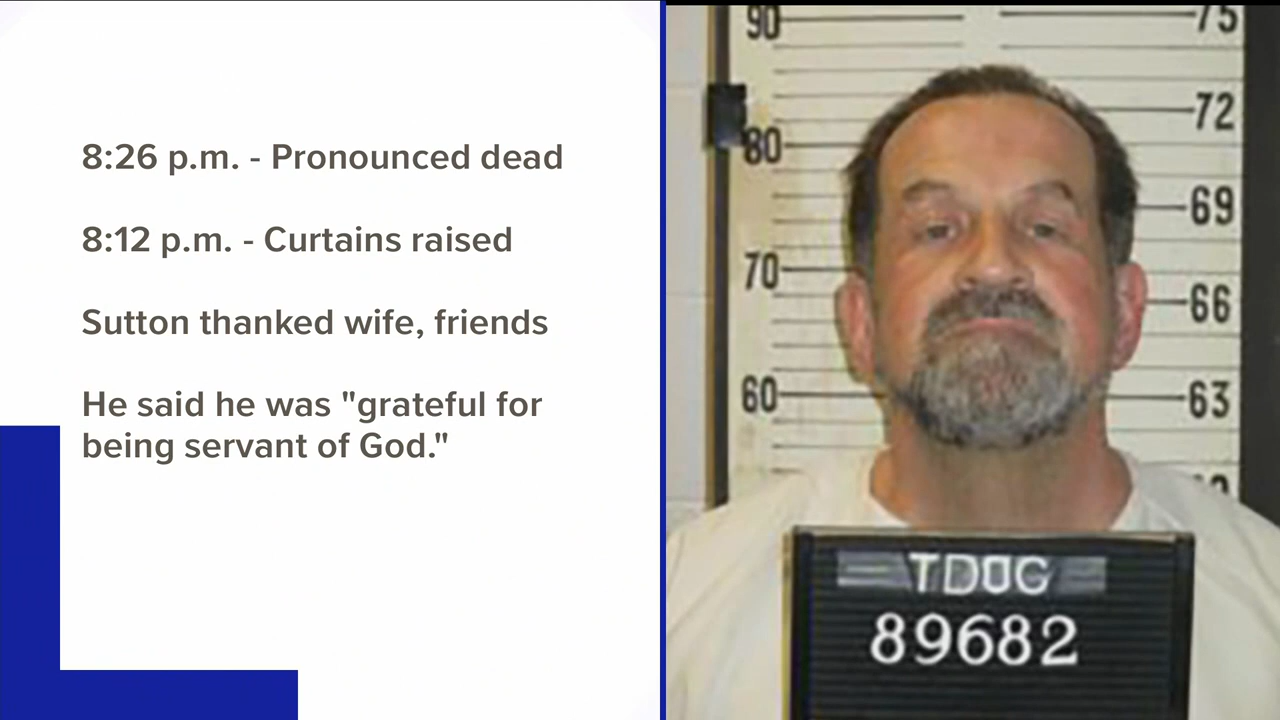 8:26 p.m. - Pronounced dead
8:12 p.m. - Curtains raised
Sutton thanked wife, friends
He said he was "grateful for
being servant of God."
90
80
70
60
75
72
69
66
63
TDOC
89682